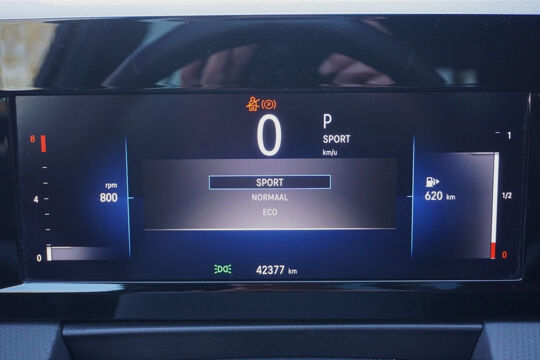 8
4
0
rpm
800
(P)
0
P
SPORT
km/u
SPORT
NORMAAL
ECO
42377 km
620 km
1
1/2
0